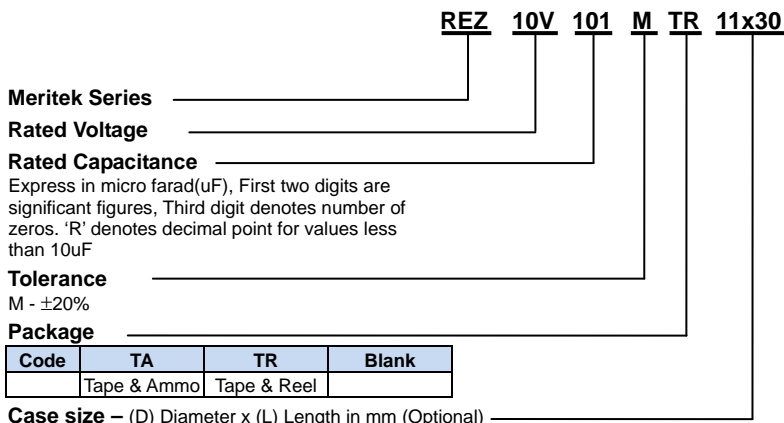 REZ 10V 101 M TR 11x30
Meritek Series
Rated Voltage
Rated Capacitance
Express in micro farad(uF), First two digits are
significant figures, Third digit denotes number of
zeros. ‘R’ denotes decimal point for values less
than 10uF
Tolerance
M - ±20%
Package
Code TA TR Blank
Tape & Ammo Tape & Reel
Case size – (D) Diameter x (L) Length in mm (Optional)